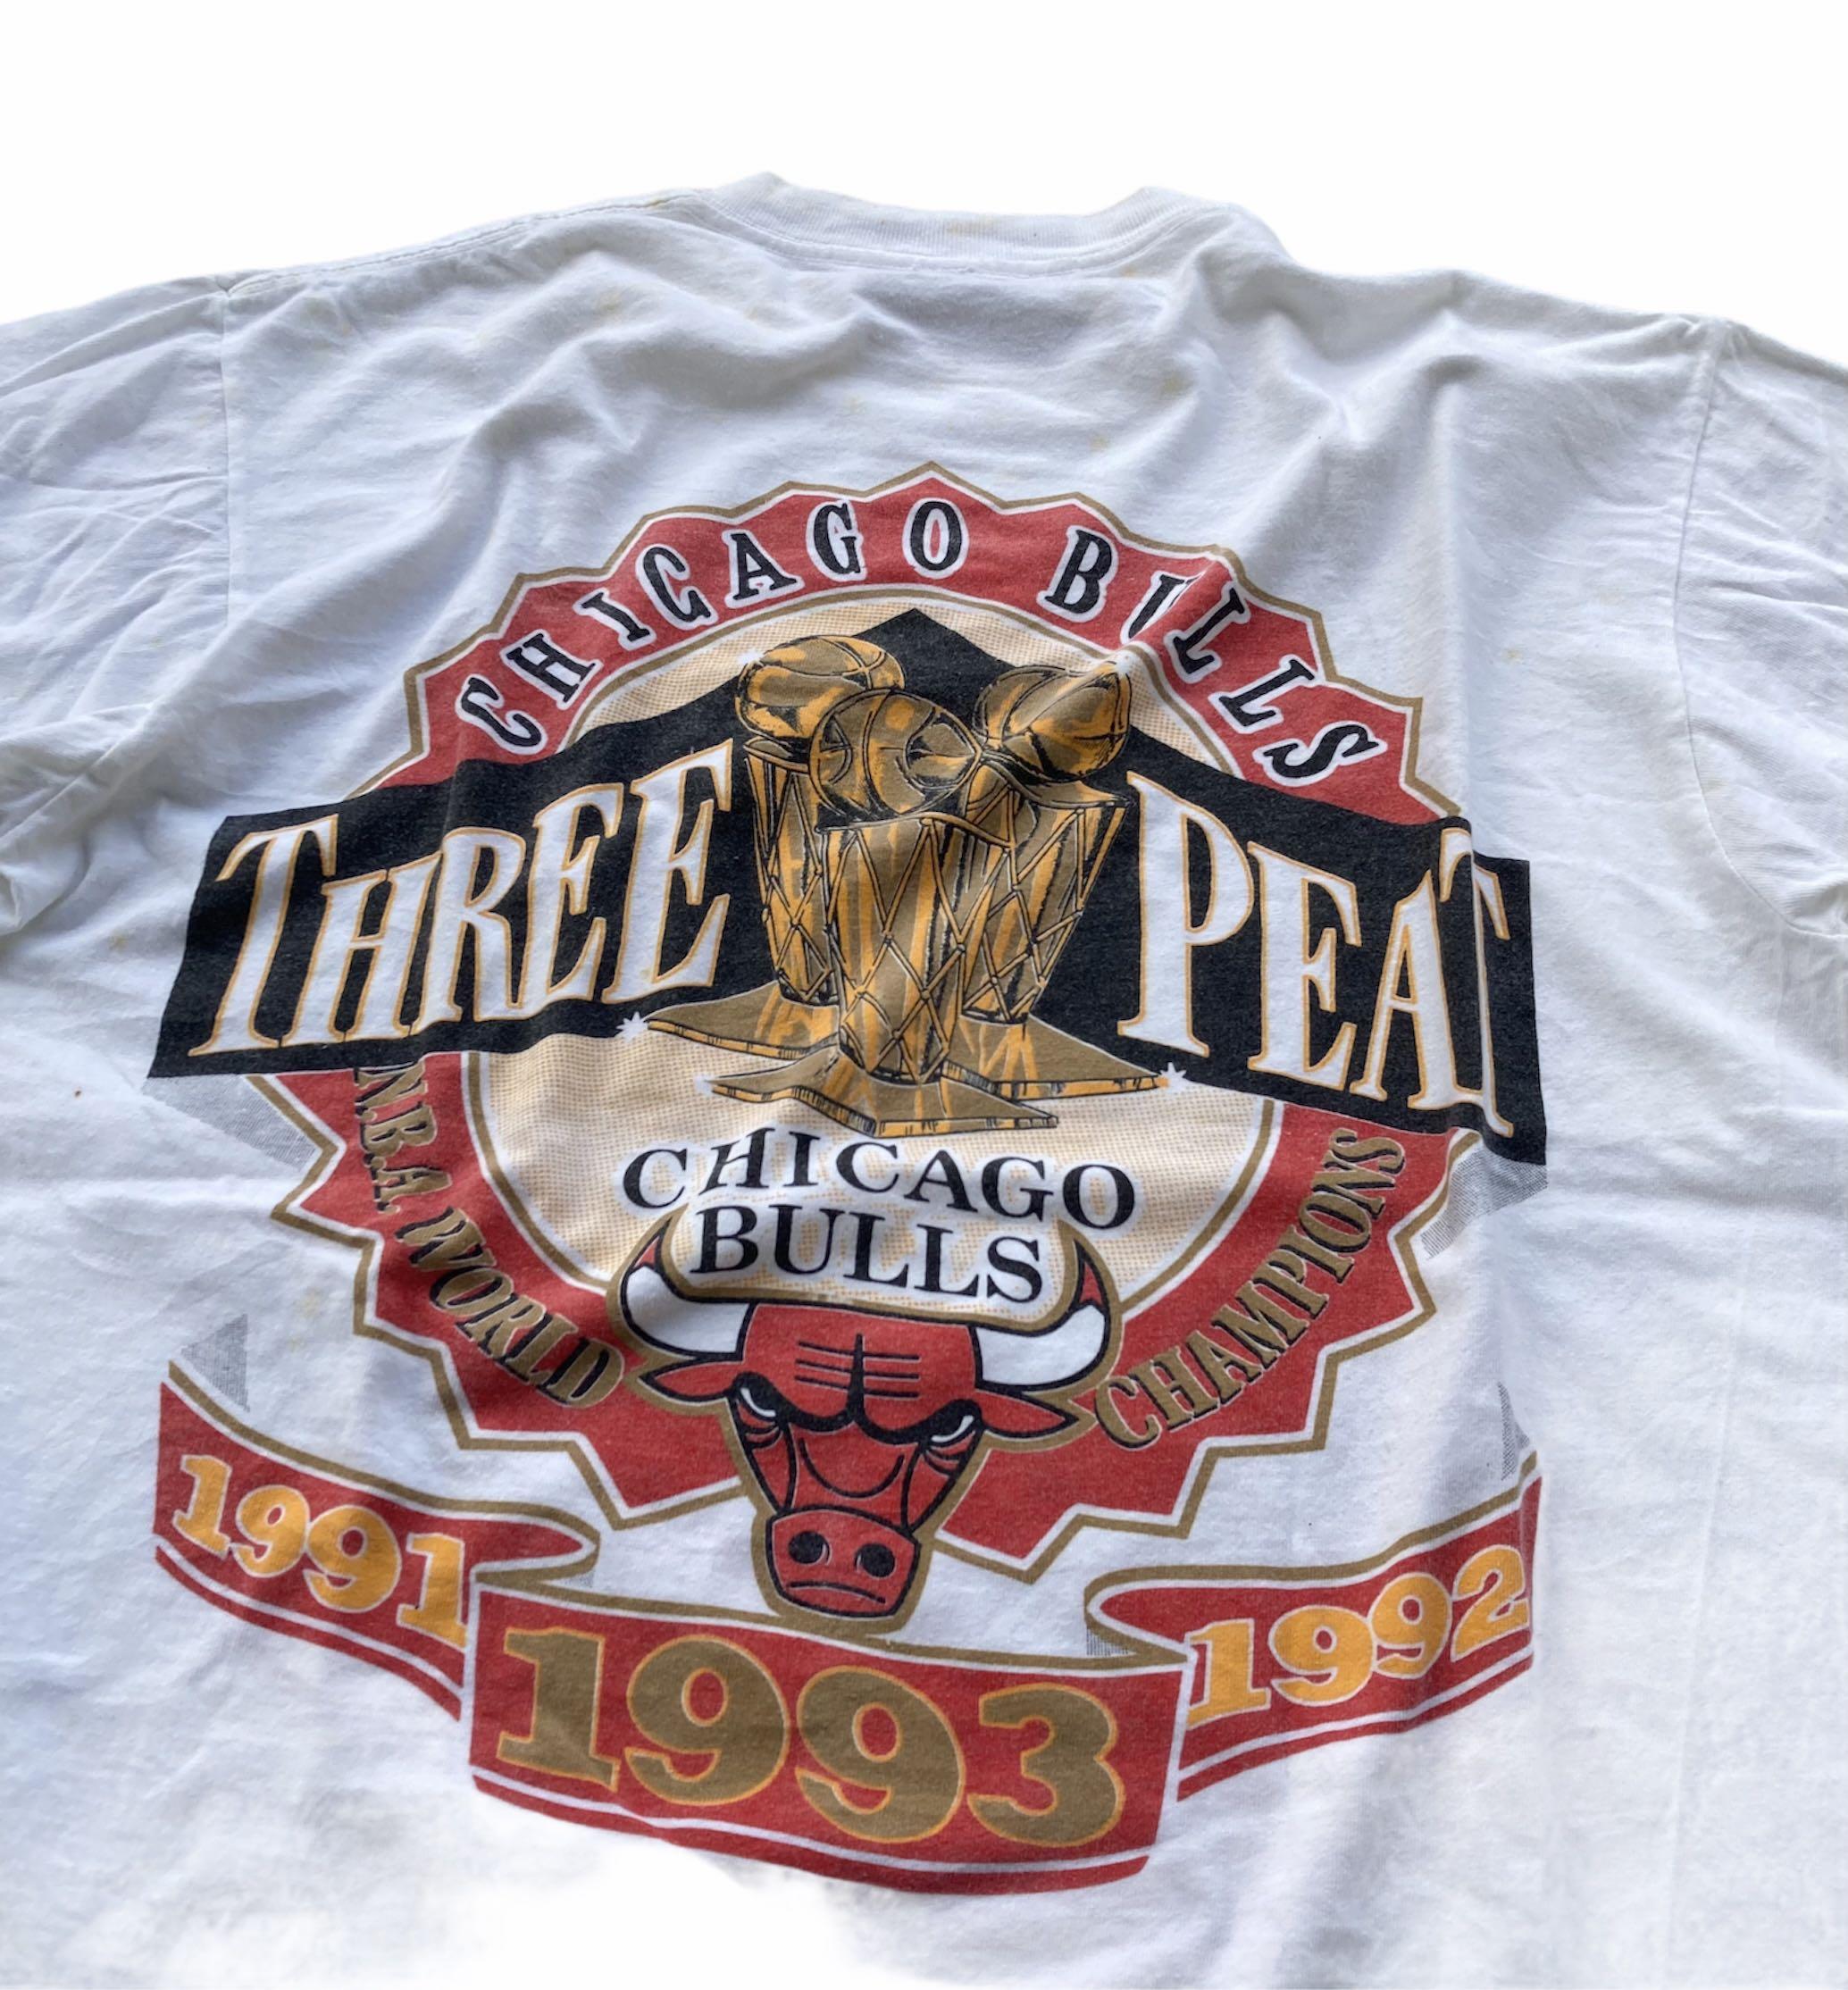 CHICAGO BULLS
THREE PEAT
N.B.A. WORLD CHAMPIONS
CHICAGO
BULLS
1991 1993 1992